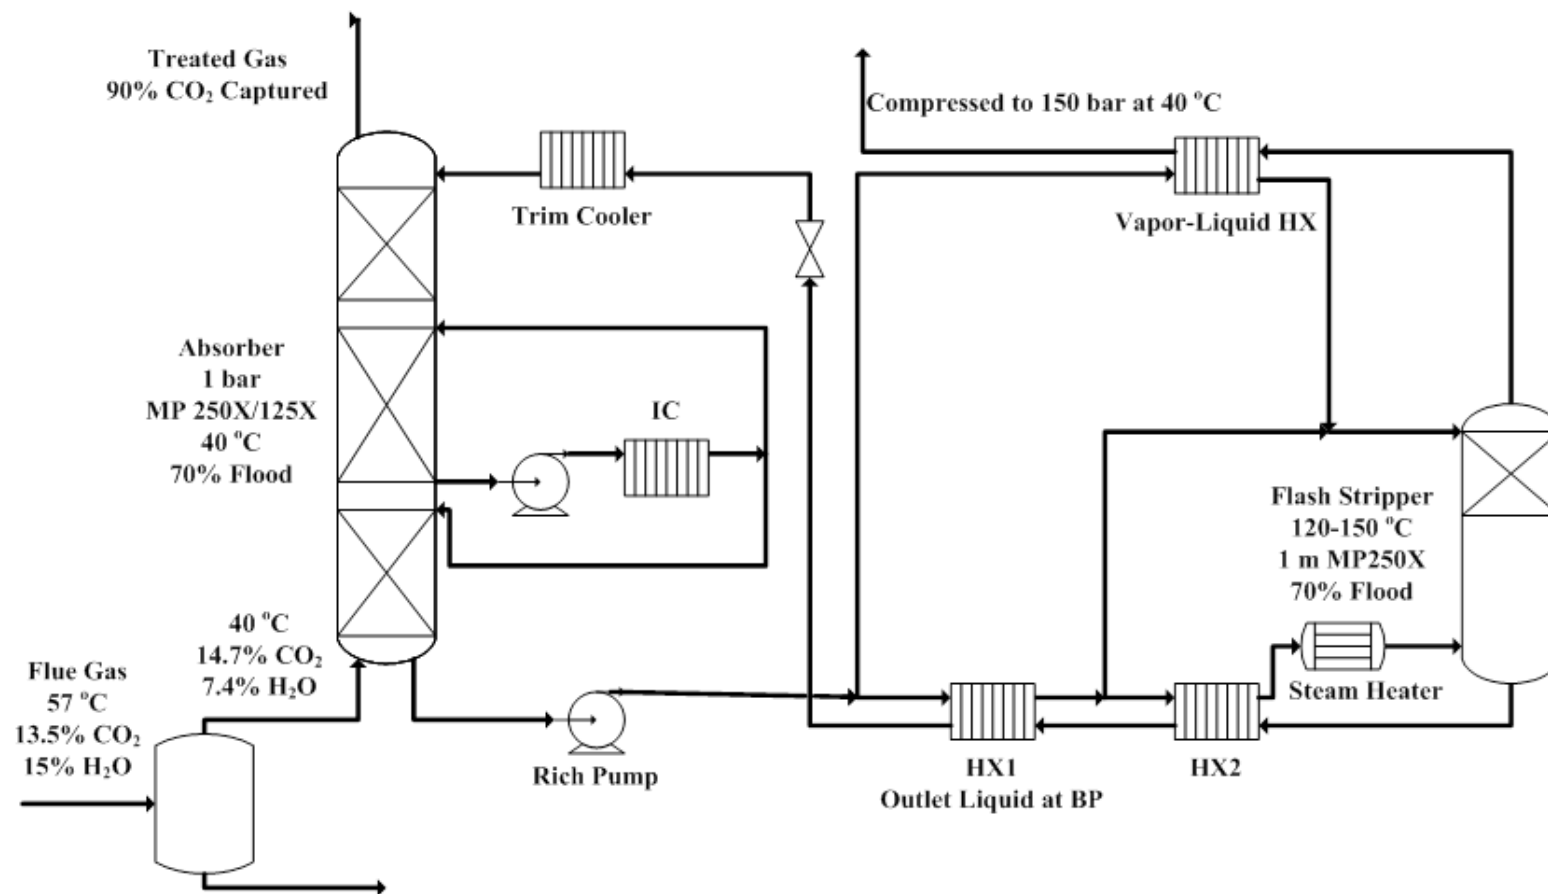 Treated Gas
90% CO₂ Captured
Compressed to 150 bar at 40 °C
Trim Cooler
Vapor-Liquid HX
Absorber
1 bar
MP 250X/125X
40 °C
70% Flood
IC
Flash Stripper
120-150 °C
1 m MP250X
70% Flood
Steam Heater
40 °C
14.7% CO₂
7.4% H₂O
Flue Gas
57 °C
13.5% CO₂
15% H₂O
Rich Pump
HX1
Outlet Liquid at BP
HX2